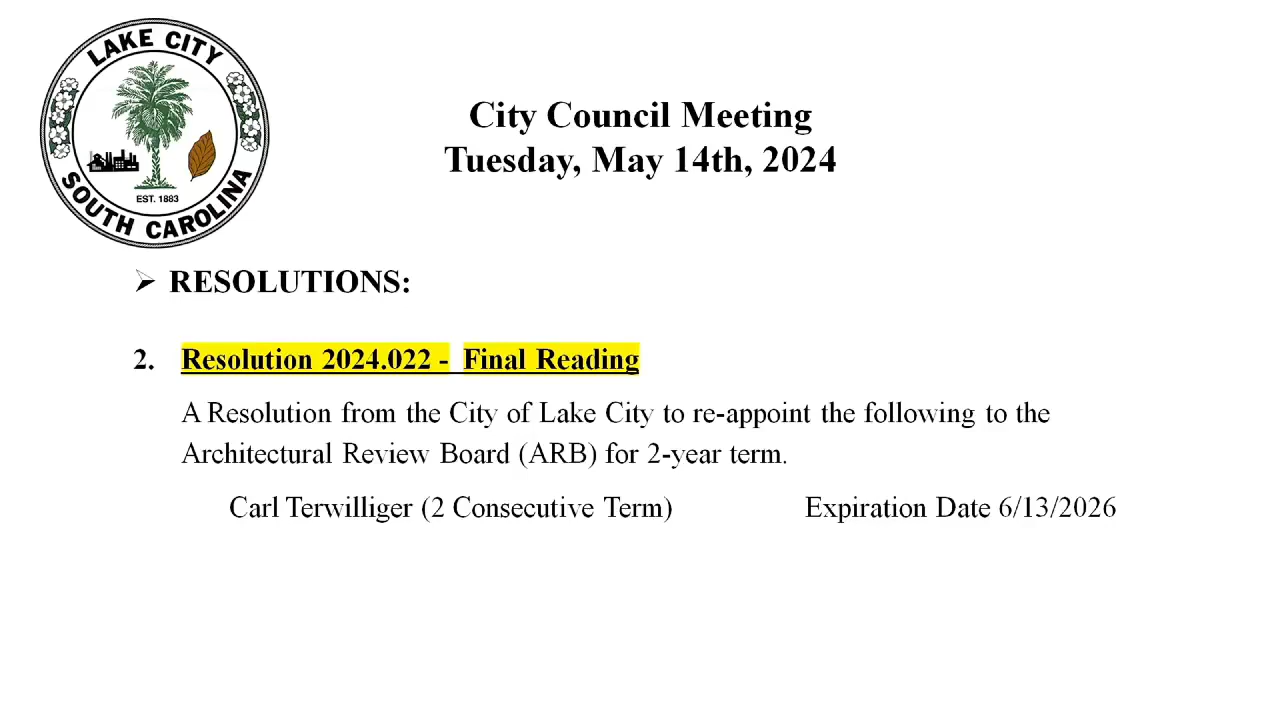 LAKE CITY
EST. 1883
SOUTH CAROLINA
City Council Meeting
Tuesday, May 14th, 2024
➢ RESOLUTIONS:
2. Resolution 2024.022 - Final Reading
A Resolution from the City of Lake City to re-appoint the following to the
Architectural Review Board (ARB) for 2-year term.
Carl Terwilliger (2 Consecutive Term) Expiration Date 6/13/2026